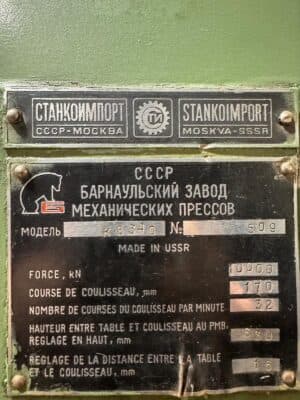 СТАНКОИМПОРТ
СССР-МОСКВА
СТИ
STANKOIMPORT
MOSKVA-SSSR
СССР
БАРНАУЛЬСКИЙ ЗАВОД
МЕХАНИЧЕСКИХ ПРЕССОВ
МОДЕЛЬ К8340 № 509
MADE IN USSR
FORCE, kN
COURSE DE COULISSEAU, mm 170
NOMBRE DE COURSES DU COULISSEAU PAR MINUTE 32
HAUTEUR ENTRE TABLE ET COULISSEAU AU PMB,
REGLAGE EN HAUT, mm
REGLAGE DE LA DISTANCE ENTRE LA TABLE
ET LE COULISSEAU, mm